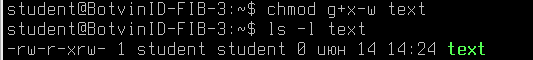 student@BotvinID-FIB-3:~$ chmod g+x-w text
student@BotvinID-FIB-3:~$ ls -l text
-rw-r-xrw- 1 student student 0 июн 14 14:24 text